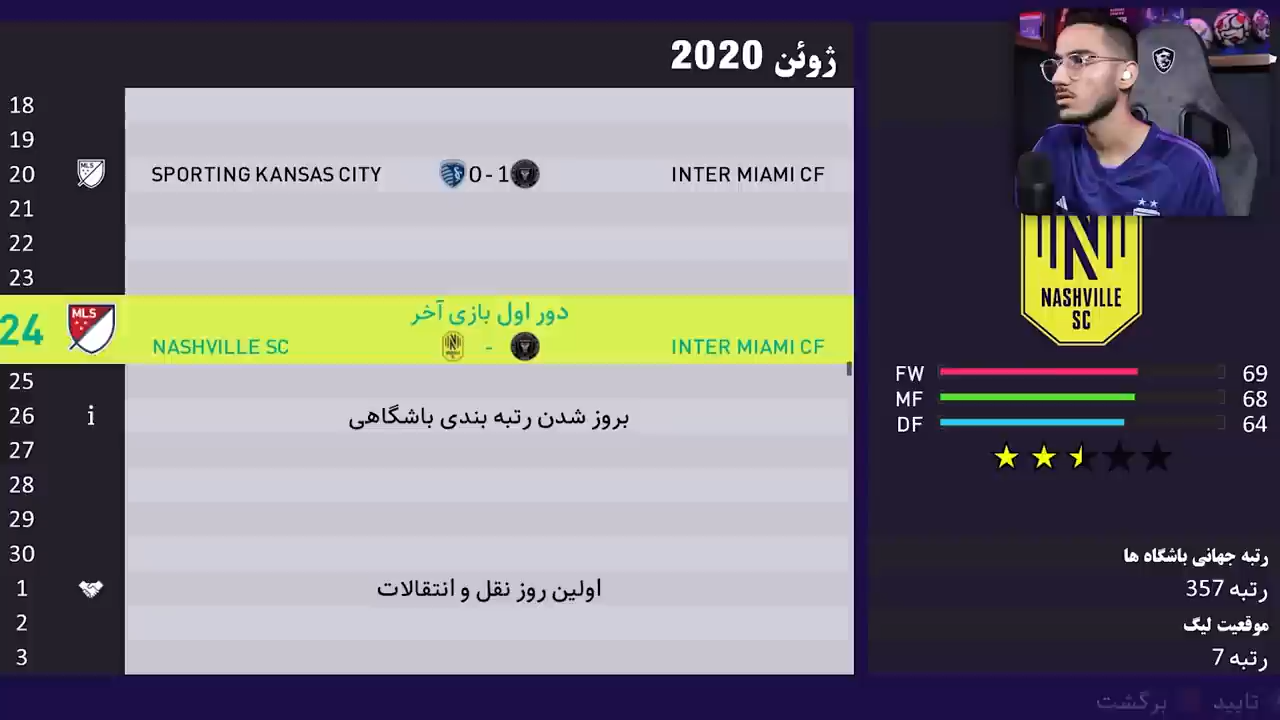 ژوئن 2020
18
19
20 MLS SPORTING KANSAS CITY 0 - 1 INTER MIAMI CF
21
22
23
24 MLS دور اول بازی آخر
NASHVILLE SC - INTER MIAMI CF
25
26 i بروز شدن رتبه بندی باشگاهی
27
28
29
30
1 اولین روز نقل و انتقالات
2
3
N
NASHVILLE
SC
FW 69
MF 68
DF 64
رتبه جهانی باشگاه ها
رتبه 357
موقعیت لیگ
رتبه 7
تایید برگشت